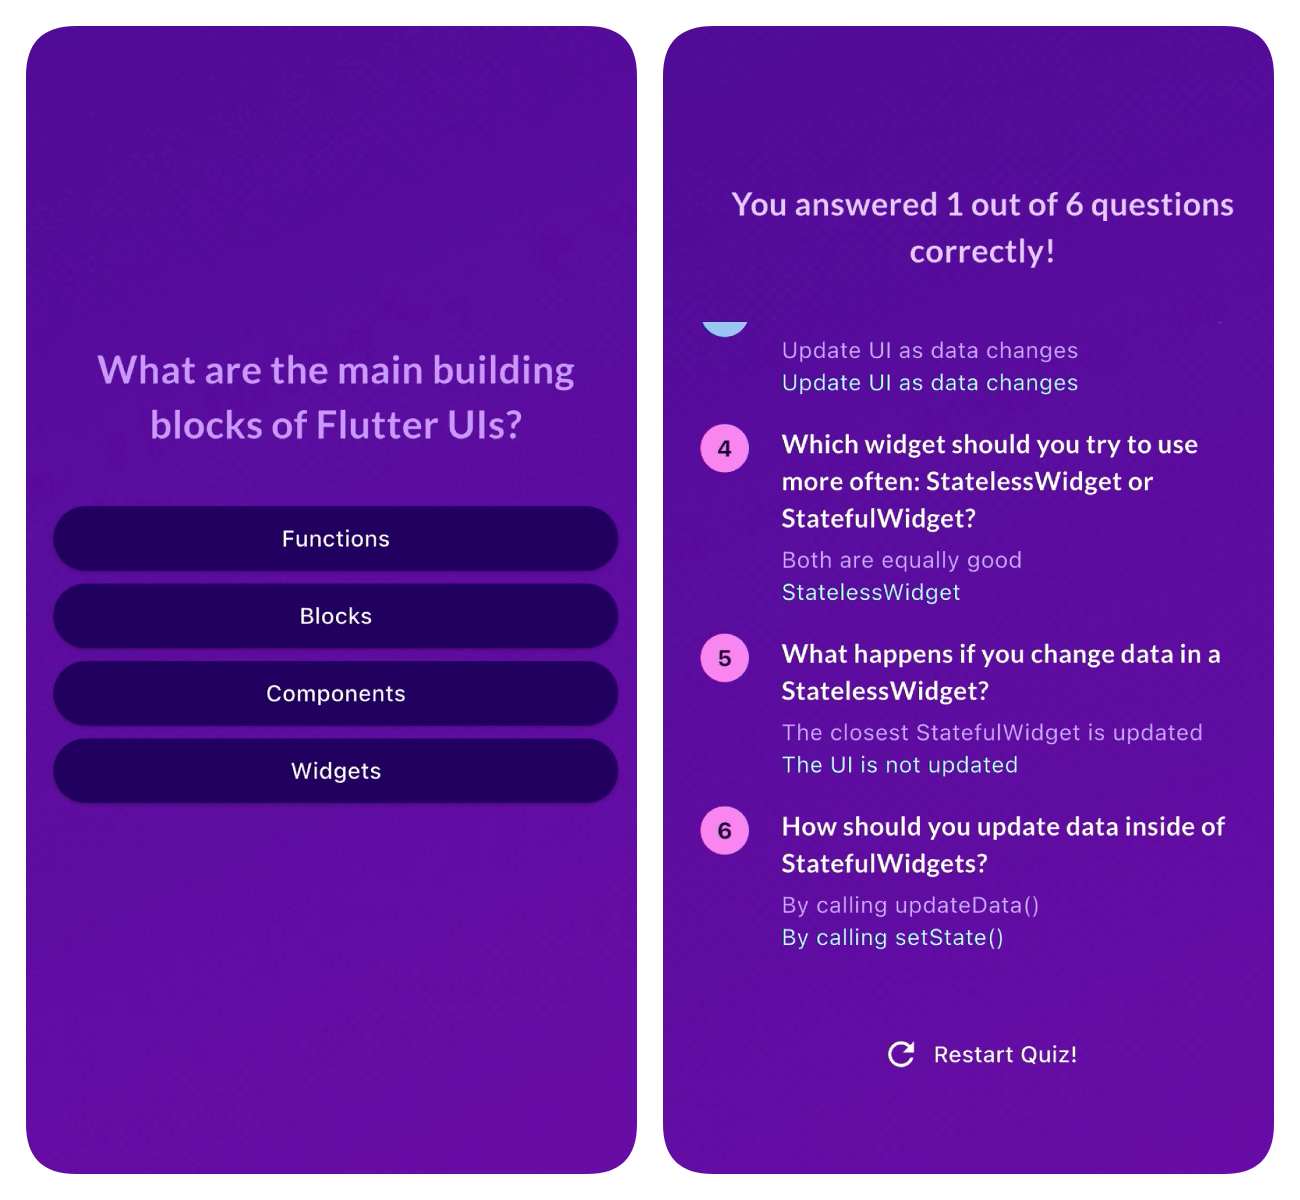 What are the main building
blocks of Flutter UIs?
Functions
Blocks
Components
Widgets
You answered 1 out of 6 questions
correctly!
Update UI as data changes
Update UI as data changes
4
Which widget should you try to use
more often: StatelessWidget or
StatefulWidget?
Both are equally good
StatelessWidget
5
What happens if you change data in a
StatelessWidget?
The closest StatefulWidget is updated
The UI is not updated
6
How should you update data inside of
StatefulWidgets?
By calling updateData()
By calling setState()
Restart Quiz!